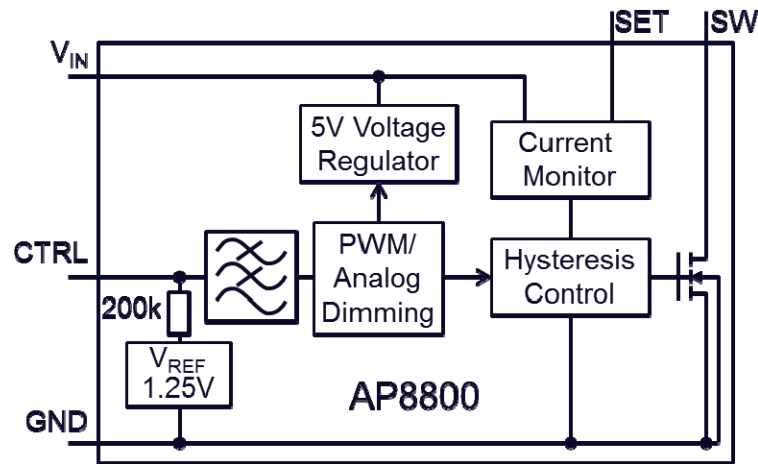 SET SW
VIN
5V Voltage
Regulator
Current
Monitor
CTRL
PWM/
Analog
Dimming
Hysteresis
Control
200k
VREF
1.25V
AP8800
GND